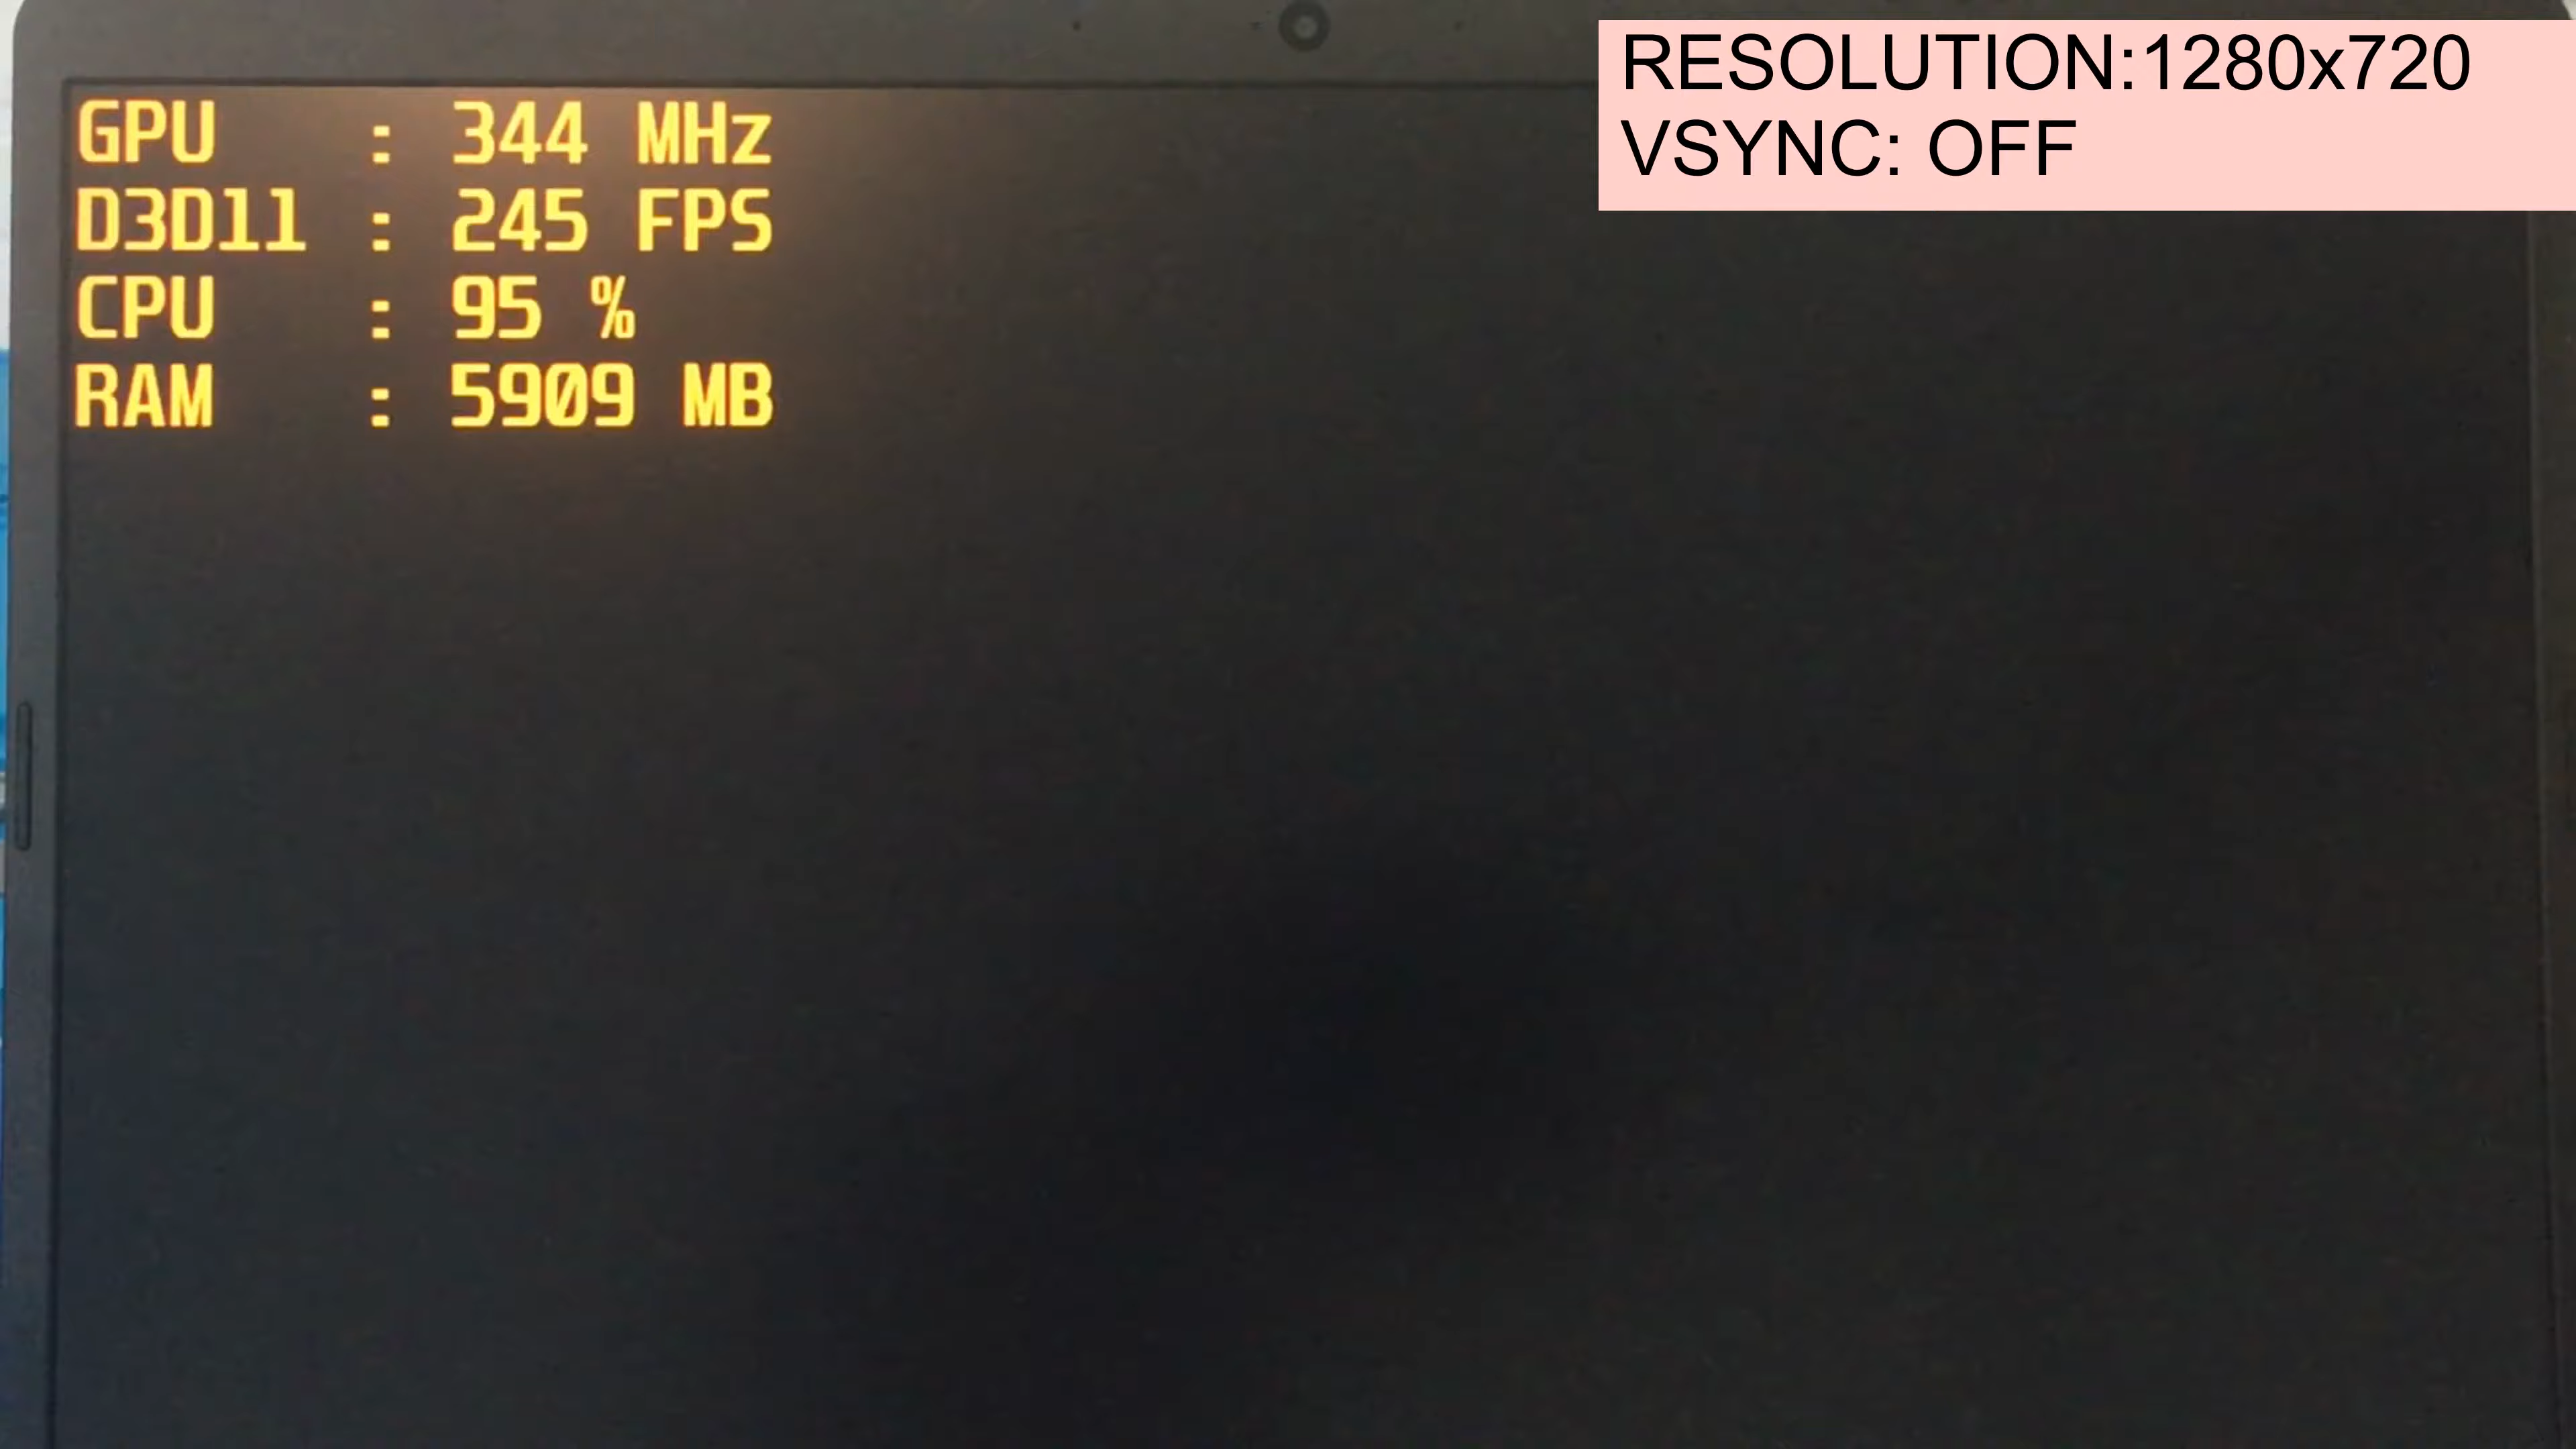 GPU : 344 MHz
D3D11 : 245 FPS
CPU : 95 %
RAM : 5909 MB
RESOLUTION:1280x720
VSYNC: OFF